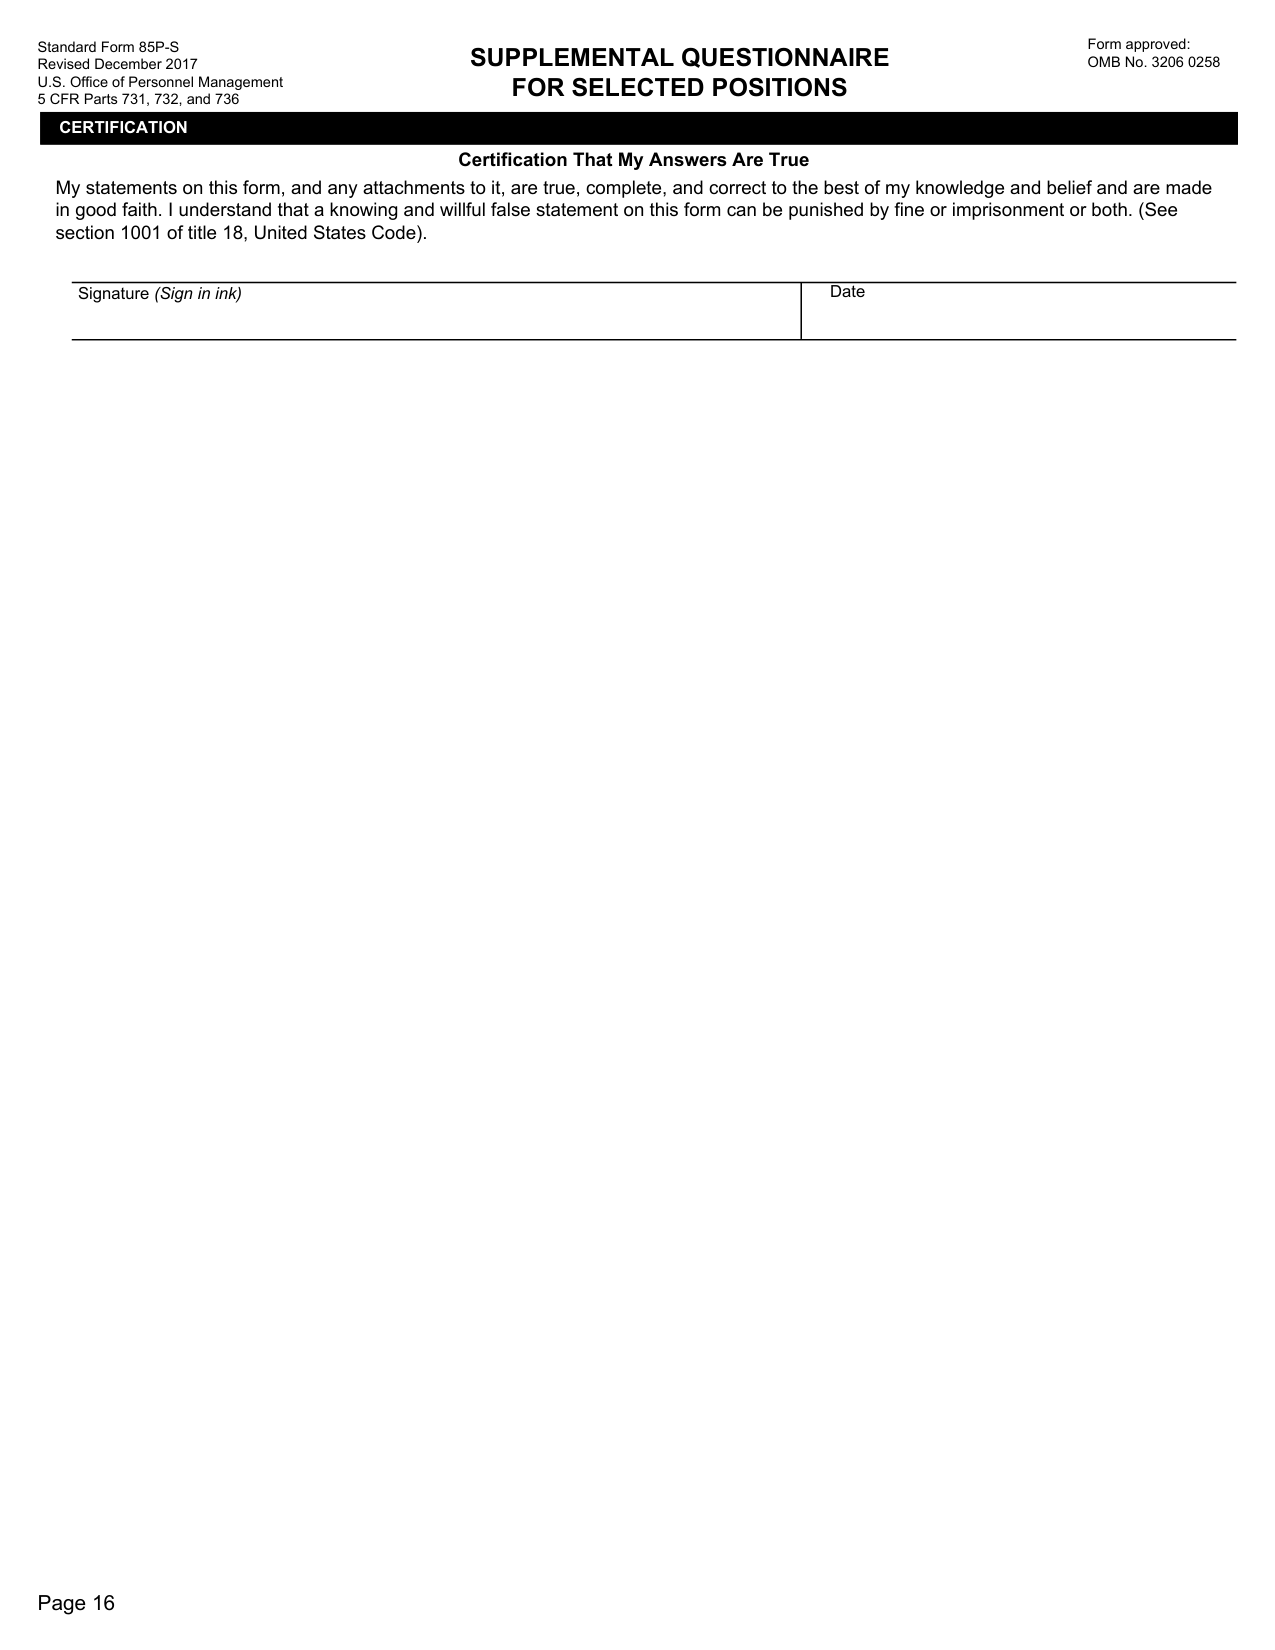 Standard Form 85P-S
Revised December 2017
U.S. Office of Personnel Management
5 CFR Parts 731, 732, and 736
SUPPLEMENTAL QUESTIONNAIRE
FOR SELECTED POSITIONS
Form approved:
OMB No. 3206 0258
CERTIFICATION
Certification That My Answers Are True
My statements on this form, and any attachments to it, are true, complete, and correct to the best of my knowledge and belief and are made
in good faith. I understand that a knowing and willful false statement on this form can be punished by fine or imprisonment or both. (See
section 1001 of title 18, United States Code).
Signature (Sign in ink)
Date
Page 16